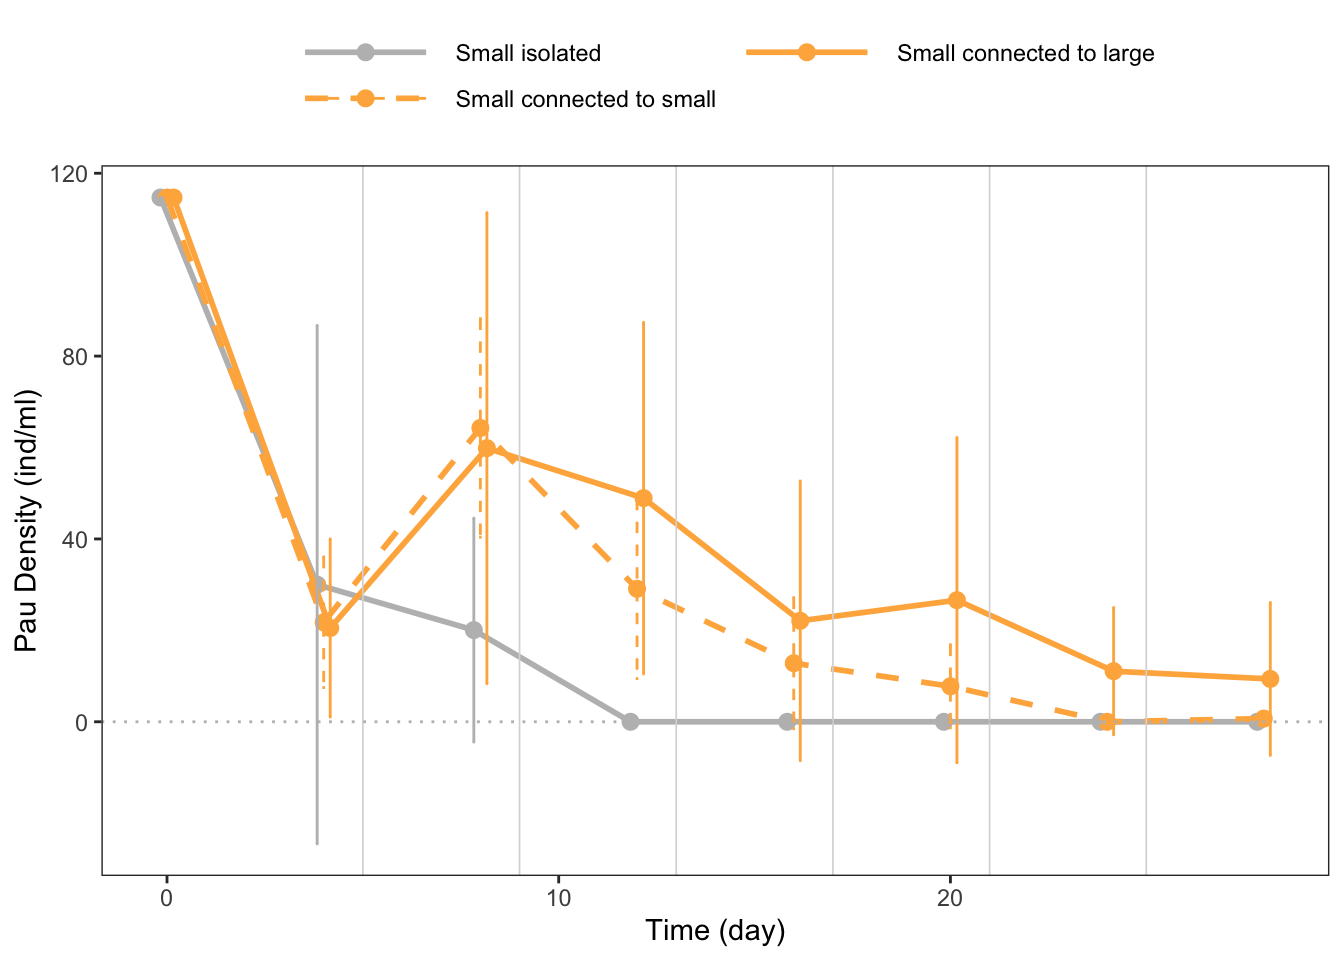 Small isolated
Small connected to large
Small connected to small
120
80
40
0
Pau Density (ind/ml)
0
10
20
Time (day)